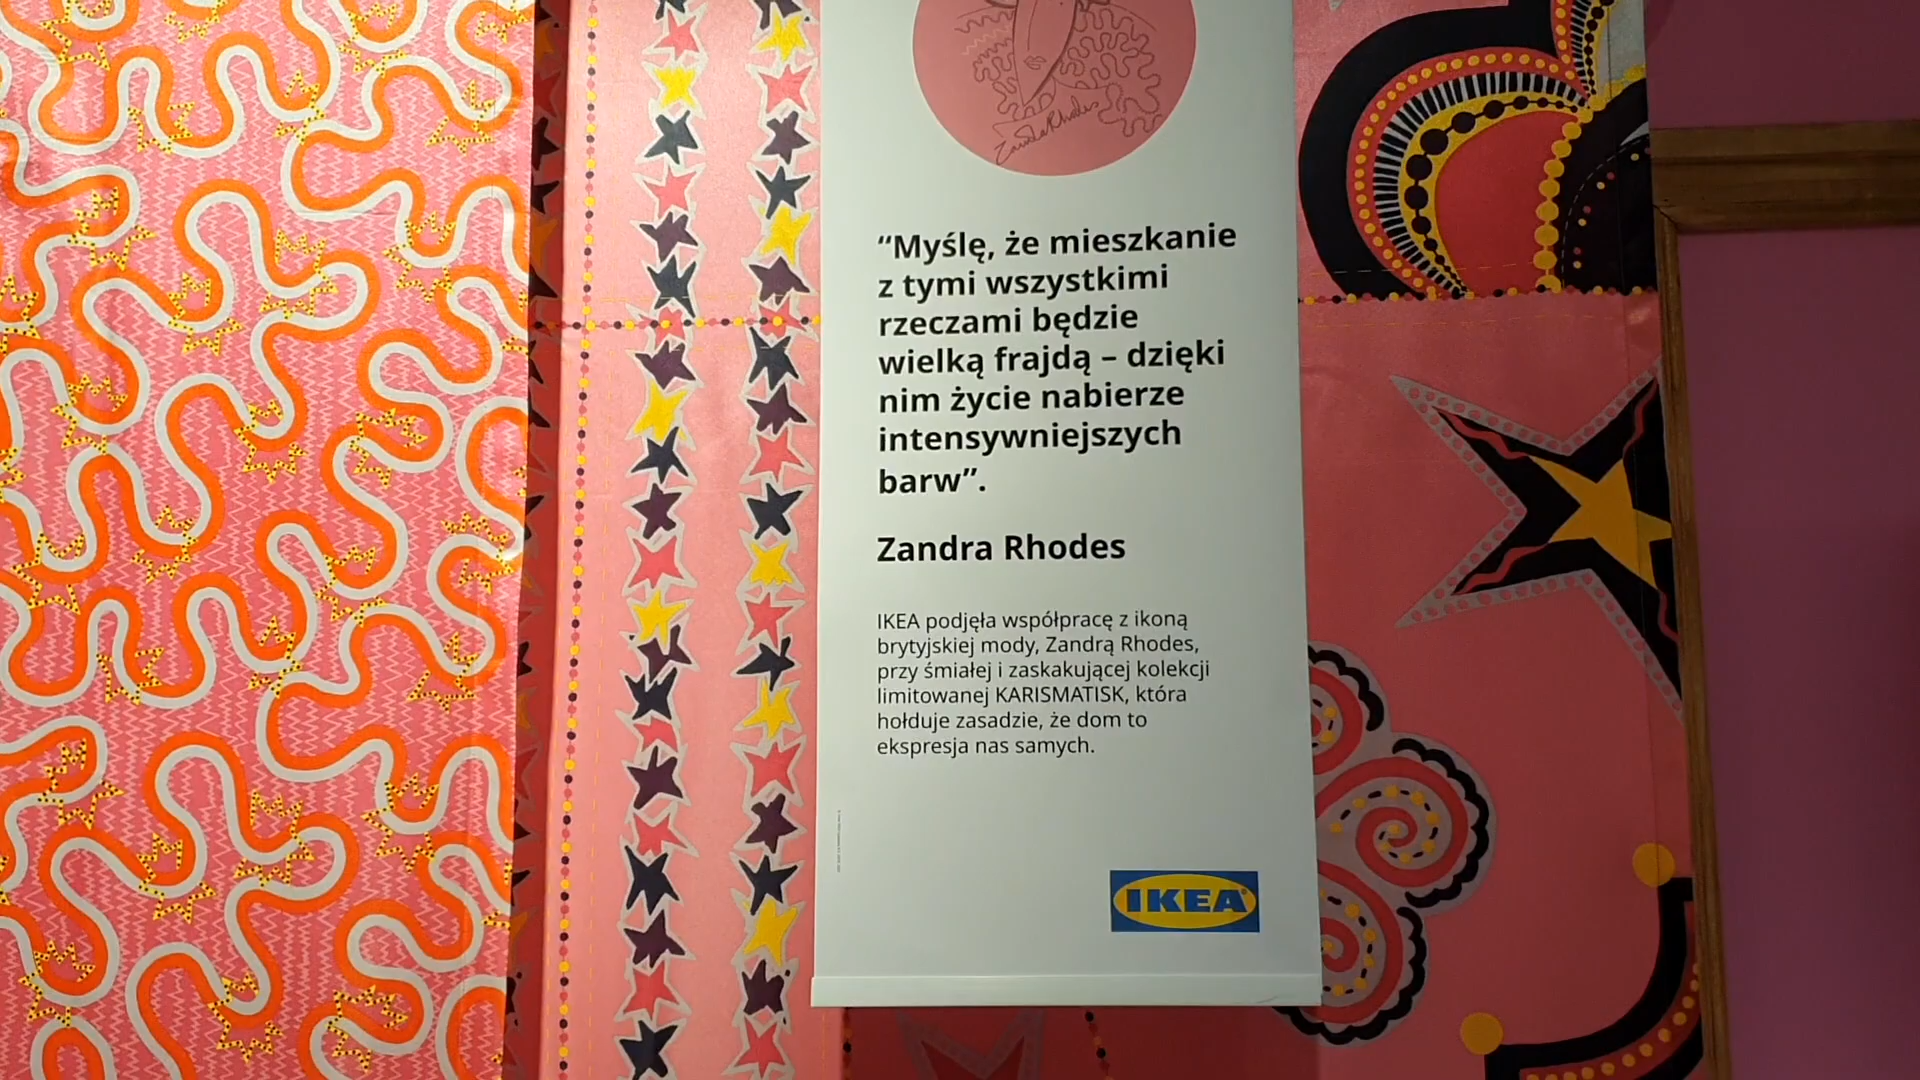 Zandra Rhodes
“Myślę, że mieszkanie
z tymi wszystkimi
rzeczami będzie
wielką frajdą – dzięki
nim życie nabierze
intensywniejszych
barw”.
Zandra Rhodes
IKEA podjęła współpracę z ikoną
brytyjskiej mody, Zandrą Rhodes,
przy śmiałej i zaskakującej kolekcji
limitowanej KARISMATISK, która
hołduje zasadzie, że dom to
ekspresja nas samych.
IKEA